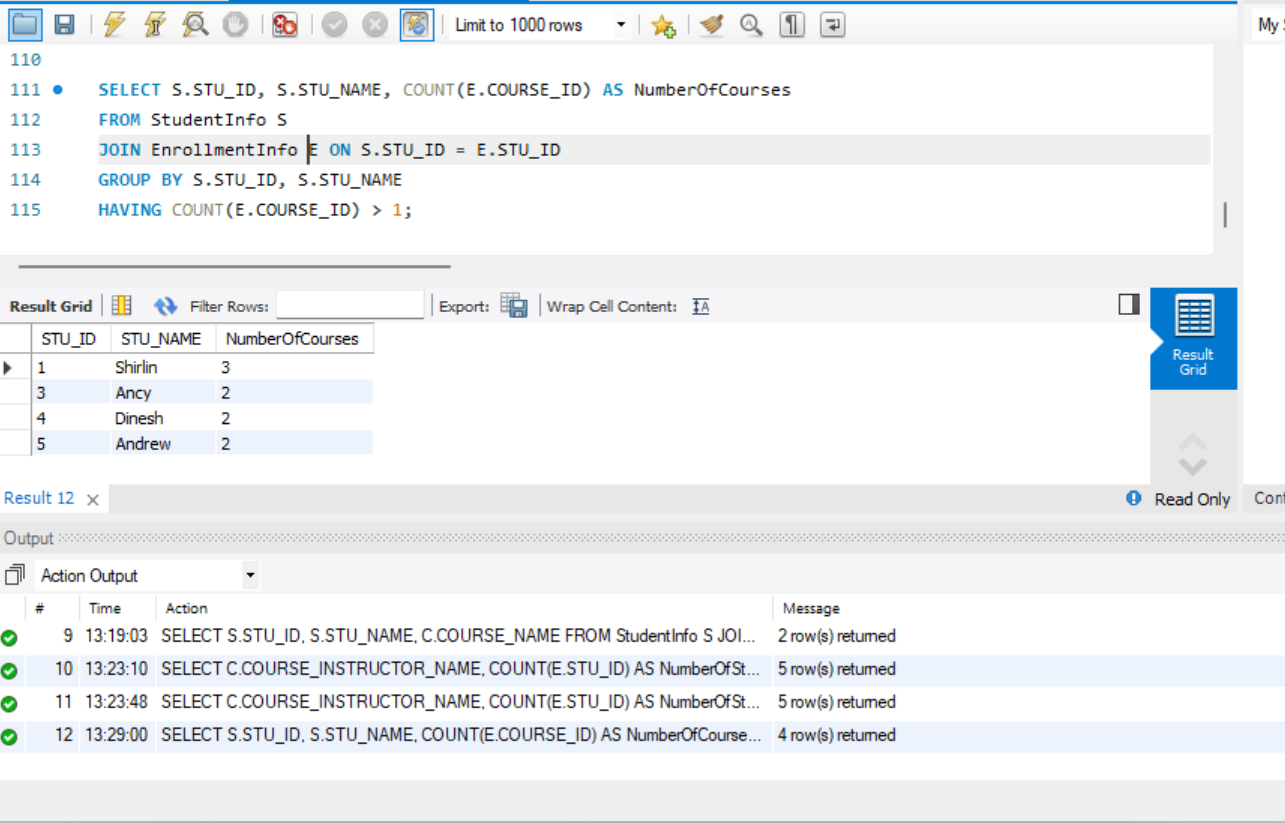 Limit to 1000 rows
My
110
111 SELECT S.STU_ID, S.STU_NAME, COUNT(E.COURSE_ID) AS NumberOfCourses
112 FROM StudentInfo S
113 JOIN EnrollmentInfo E ON S.STU_ID = E.STU_ID
114 GROUP BY S.STU_ID, S.STU_NAME
115 HAVING COUNT(E.COURSE_ID) > 1;
Result Grid Filter Rows: Export: Wrap Cell Content: IA
STU_ID STU_NAME NumberOfCourses
1 Shirlin 3
3 Ancy 2
4 Dinesh 2
5 Andrew 2
Result
Grid
Result 12 Read Only
Output
Action Output
# Time Action Message
9 13:19:03 SELECT S.STU_ID, S.STU_NAME, C.COURSE_NAME FROM StudentInfo S JOI... 2 row(s) returned
10 13:23:10 SELECT C.COURSE_INSTRUCTOR_NAME, COUNT(E.STU_ID) AS NumberOfSt... 5 row(s) returned
11 13:23:48 SELECT C.COURSE_INSTRUCTOR_NAME, COUNT(E.STU_ID) AS NumberOfSt... 5 row(s) returned
12 13:29:00 SELECT S.STU_ID, S.STU_NAME, COUNT(E.COURSE_ID) AS NumberOfCourse... 4 row(s) returned